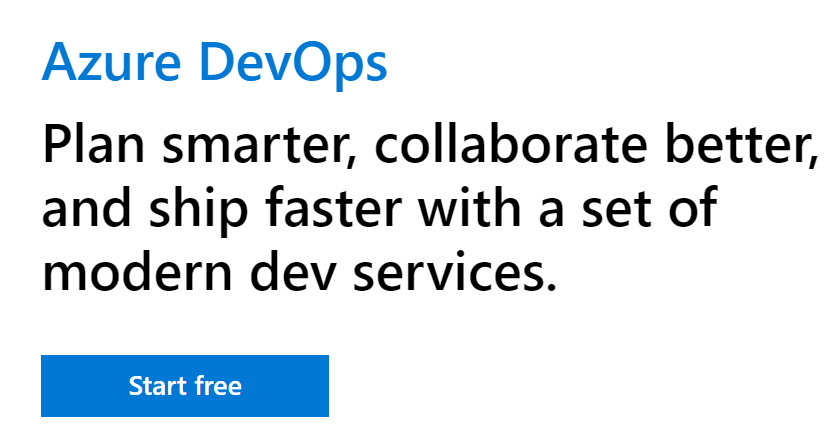 Azure DevOps
Plan smarter, collaborate better,
and ship faster with a set of
modern dev services.
Start free